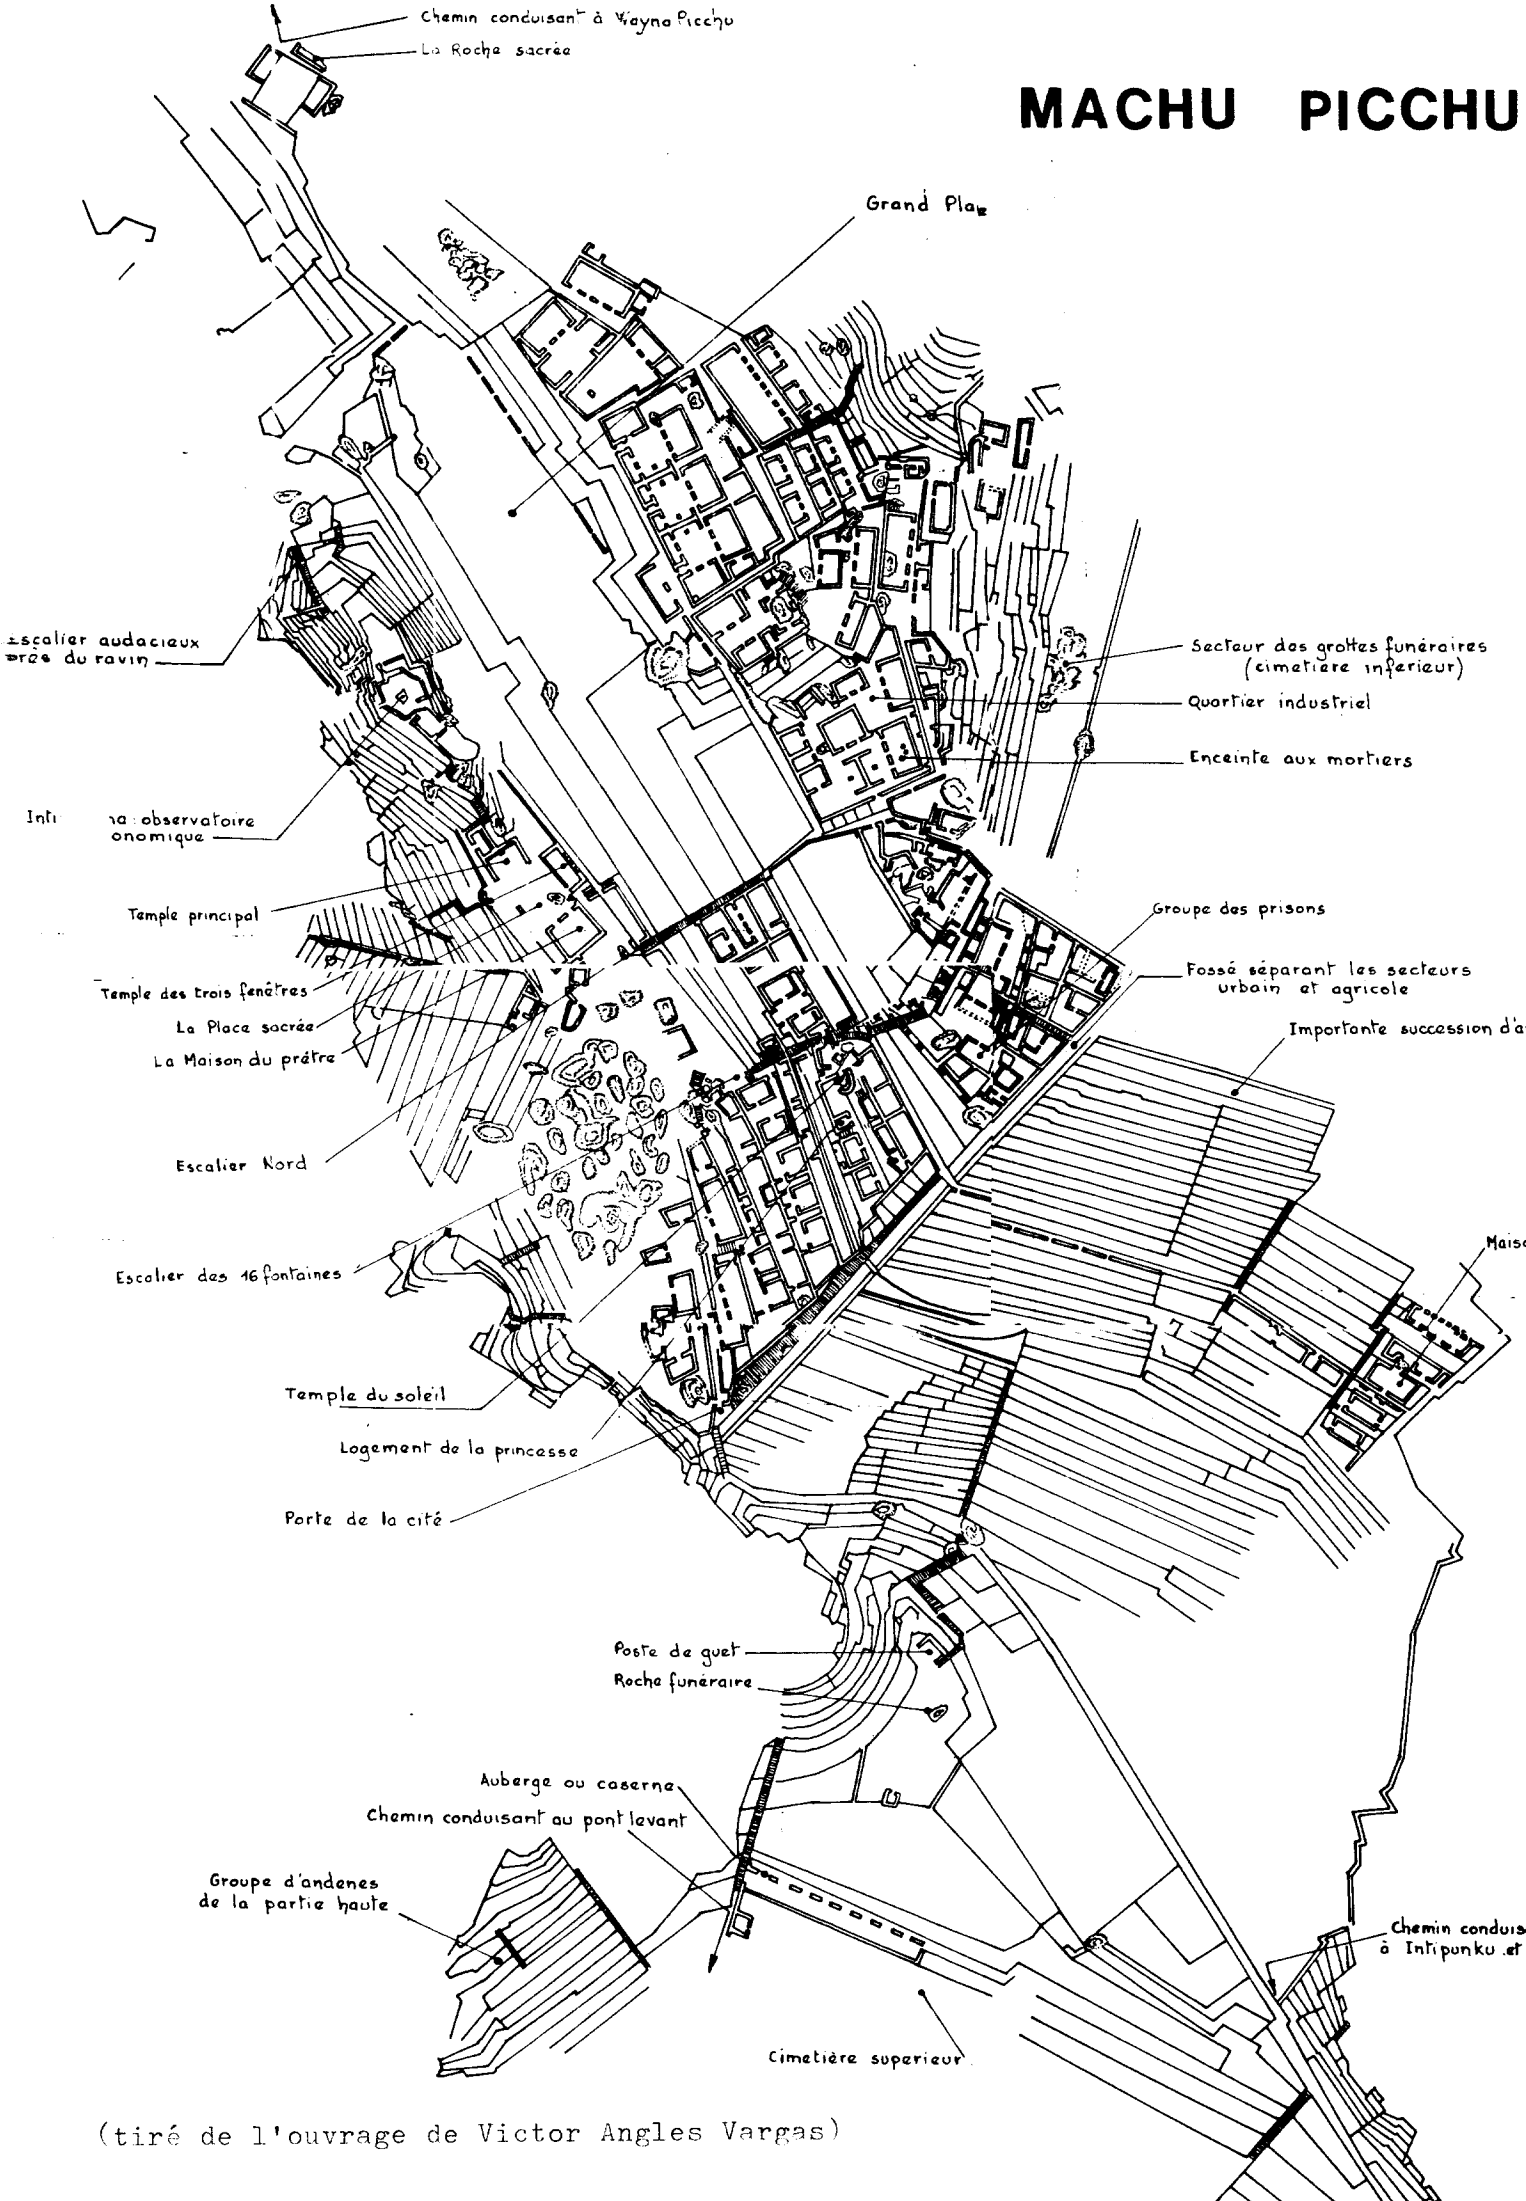 Chemin conduisant à Wayna Picchu
La Roche sacrée
MACHU PICCHU
Grand Plaz
Escalier audacieux
près du ravin
Secteur des grottes funéraires
(cimetière inferieur)
Quartier industriel
Enceinte aux mortiers
Inti na: observatoire
onomique
Temple principal
Groupe des prisons
Fossé séparant les secteurs
urbain et agricole
Temple des trois fenêtres
La Place sacrée
La Maison du prêtre
Importante succession d'a
Escalier Nord
Escalier des 16 fontaines
Maiso
Temple du soleil
Logement de la princesse
Porte de la cité
Poste de guet
Roche funéraire
Auberge ou caserne
Chemin conduisant au pont levant
Groupe d'andenes
de la partie haute
Chemin conduis
à Intipunku et
Cimetière superieur
(tiré de l'ouvrage de Victor Angles Vargas)